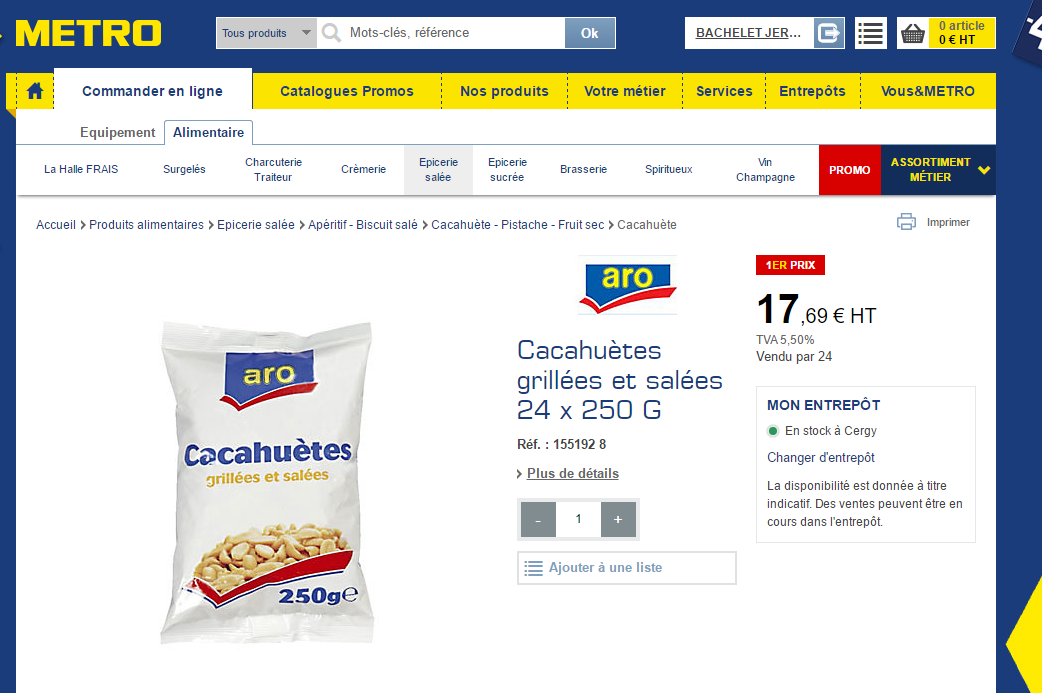 METRO
Tous produits
Mots-clés, référence
Ok
BACHELET JER...
0 article
0 € HT
Commander en ligne
Catalogues Promos
Nos produits
Votre métier
Services
Entrepôts
Vous&METRO
Equipement
Alimentaire
La Halle FRAIS
Surgelés
Charcuterie
Traiteur
Crèmerie
Epicerie
salée
Epicerie
sucrée
Brasserie
Spiritueux
Vin
Champagne
PROMO
ASSORTIMENT
MÉTIER
Accueil > Produits alimentaires > Epicerie salée > Apéritif - Biscuit salé > Cacahuète - Pistache - Fruit sec > Cacahuète
Imprimer
aro
Cacahuètes
grillées et salées
250g℮
aro
Cacahuètes
grillées et salées
24 x 250 G
Réf. : 155192 8
Plus de détails
- 1 +
Ajouter à une liste
1ER PRIX
17,69 € HT
TVA 5,50%
Vendu par 24
MON ENTREPÔT
En stock à Cergy
Changer d'entrepôt
La disponibilité est donnée à titre
indicatif. Des ventes peuvent être en
cours dans l'entrepôt.